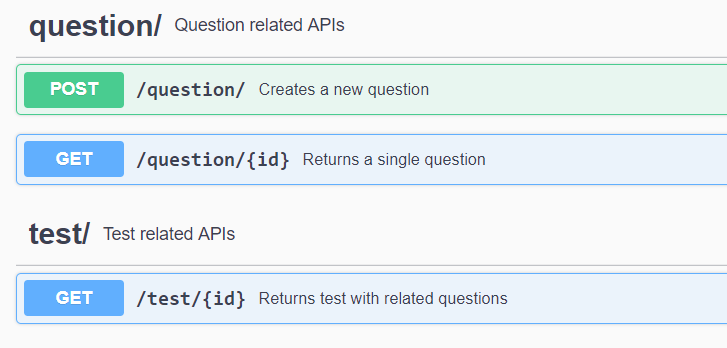 question/ Question related APIs
POST /question/ Creates a new question
GET /question/{id} Returns a single question
test/ Test related APIs
GET /test/{id} Returns test with related questions